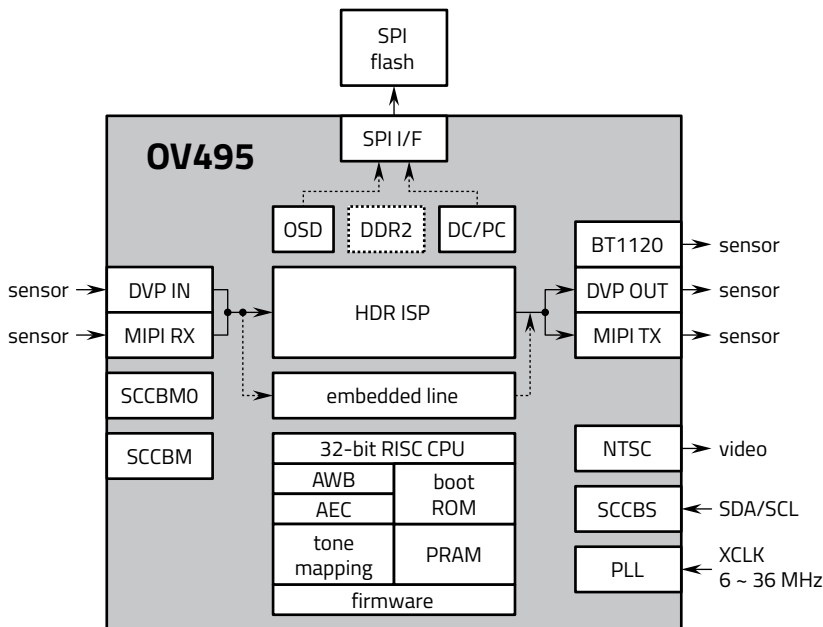 SPI
flash
OV495
SPI I/F
OSD
DDR2
DC/PC
BT1120
sensor
sensor
DVP IN
HDR ISP
DVP OUT
sensor
sensor
MIPI RX
MIPI TX
sensor
SCCBM0
embedded line
SCCBM
32-bit RISC CPU
AWB
AEC
boot
ROM
tone
mapping
PRAM
firmware
NTSC
video
SCCBS
SDA/SCL
PLL
XCLK
6 ~ 36 MHz